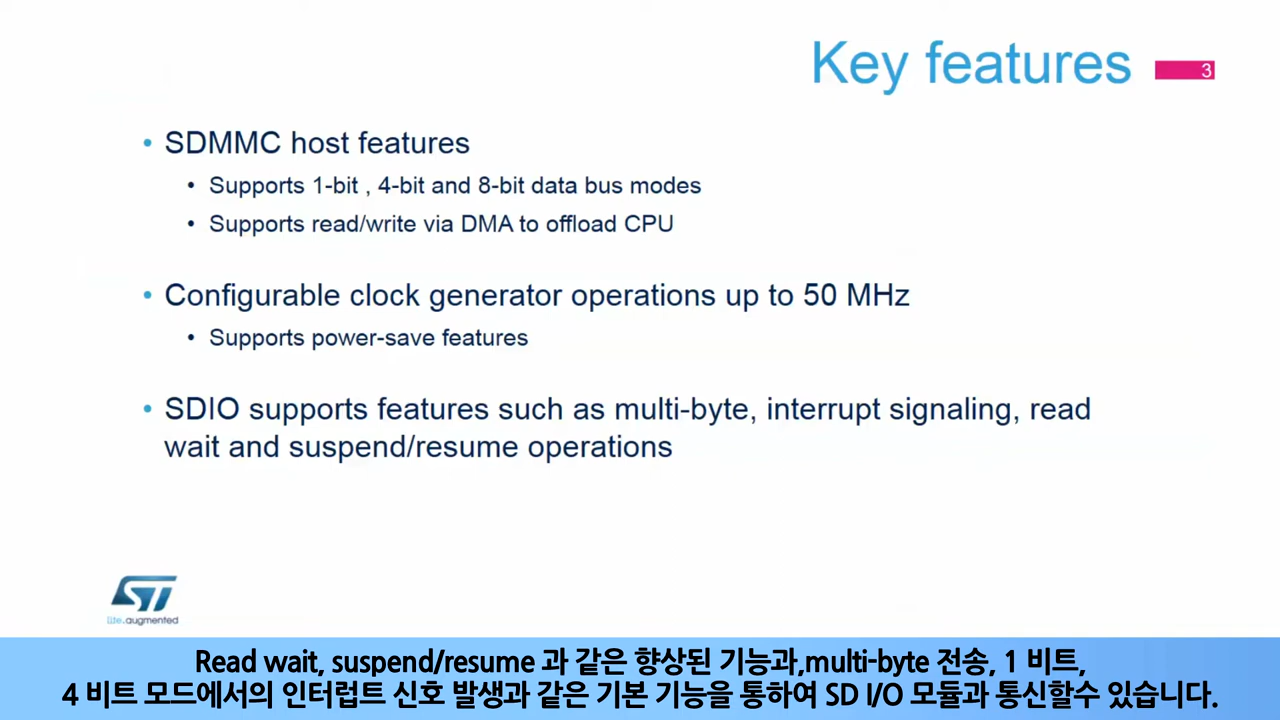 Key features
3
• SDMMC host features
• Supports 1-bit , 4-bit and 8-bit data bus modes
• Supports read/write via DMA to offload CPU
• Configurable clock generator operations up to 50 MHz
• Supports power-save features
• SDIO supports features such as multi-byte, interrupt signaling, read
wait and suspend/resume operations
ST
life.augmented
Read wait, suspend/resume 과 같은 향상된 기능과,multi-byte 전송, 1 비트,
4 비트 모드에서의 인터럽트 신호 발생과 같은 기본 기능을 통하여 SD I/O 모듈과 통신할수 있습니다.